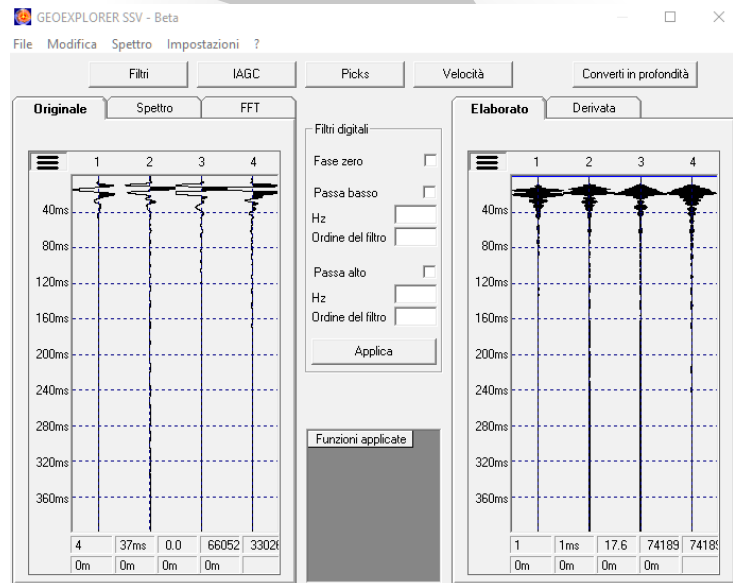 GEOEXPLORER SSV - Beta
File Modifica Spettro Impostazioni ?
Filtri IAGC Picks Velocità Converti in profondità
Originale Spettro FFT
1 2 3 4
40ms
80ms
120ms
160ms
200ms
240ms
280ms
320ms
360ms
4 37ms 0.0 66052 33026
0m 0m 0m 0m
Filtri digitali
Fase zero
Passa basso
Hz
Ordine del filtro
Passa alto
Hz
Ordine del filtro
Applica
Funzioni applicate
Elaborato Derivata
1 2 3 4
40ms
80ms
120ms
160ms
200ms
240ms
280ms
320ms
360ms
1 1ms 17.6 74189 74189
0m 0m 0m 0m